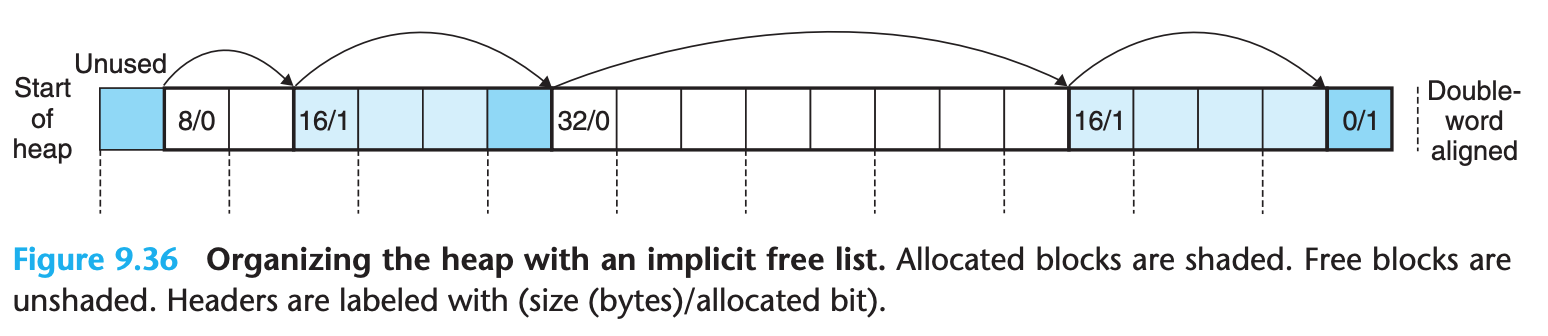 Unused
Start
of
heap
8/0
16/1
32/0
16/1
0/1
Double-
word
aligned
Figure 9.36 Organizing the heap with an implicit free list. Allocated blocks are shaded. Free blocks are
unshaded. Headers are labeled with (size (bytes)/allocated bit).